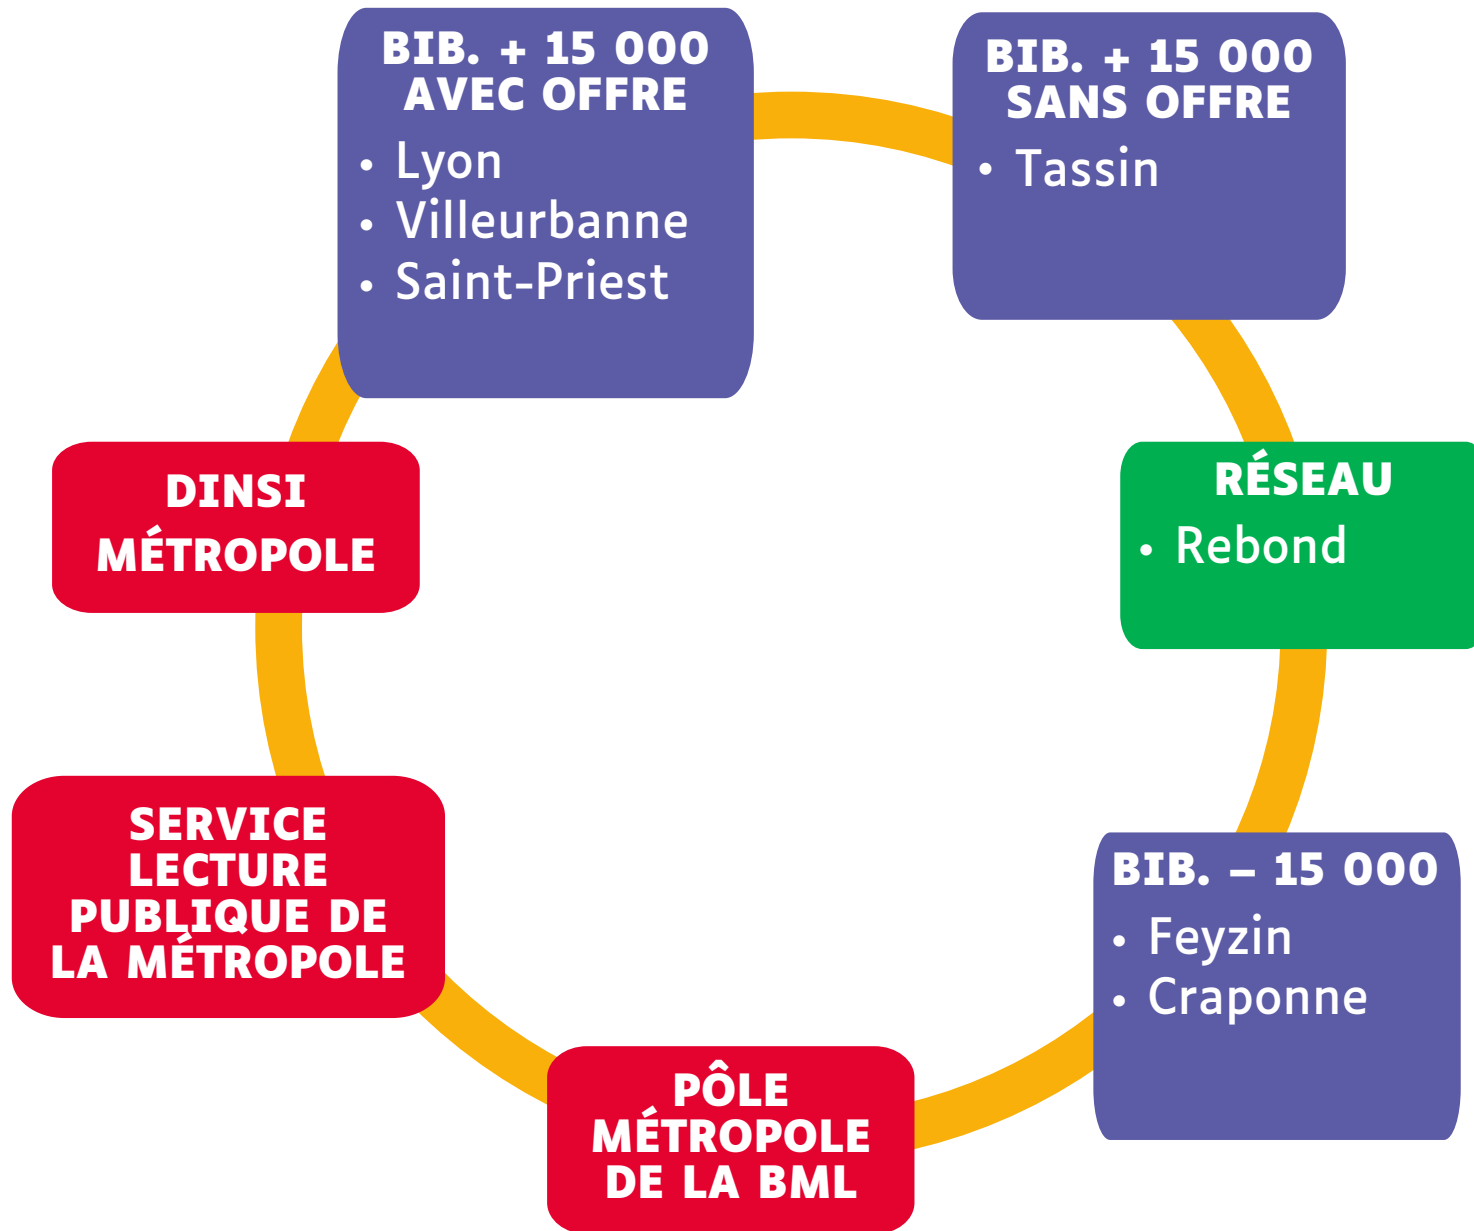 BIB. + 15 000
AVEC OFFRE
• Lyon
• Villeurbanne
• Saint-Priest
BIB. + 15 000
SANS OFFRE
• Tassin
RÉSEAU
• Rebond
BIB. – 15 000
• Feyzin
• Craponne
PÔLE
MÉTROPOLE
DE LA BML
SERVICE
LECTURE
PUBLIQUE DE
LA MÉTROPOLE
DINSI
MÉTROPOLE